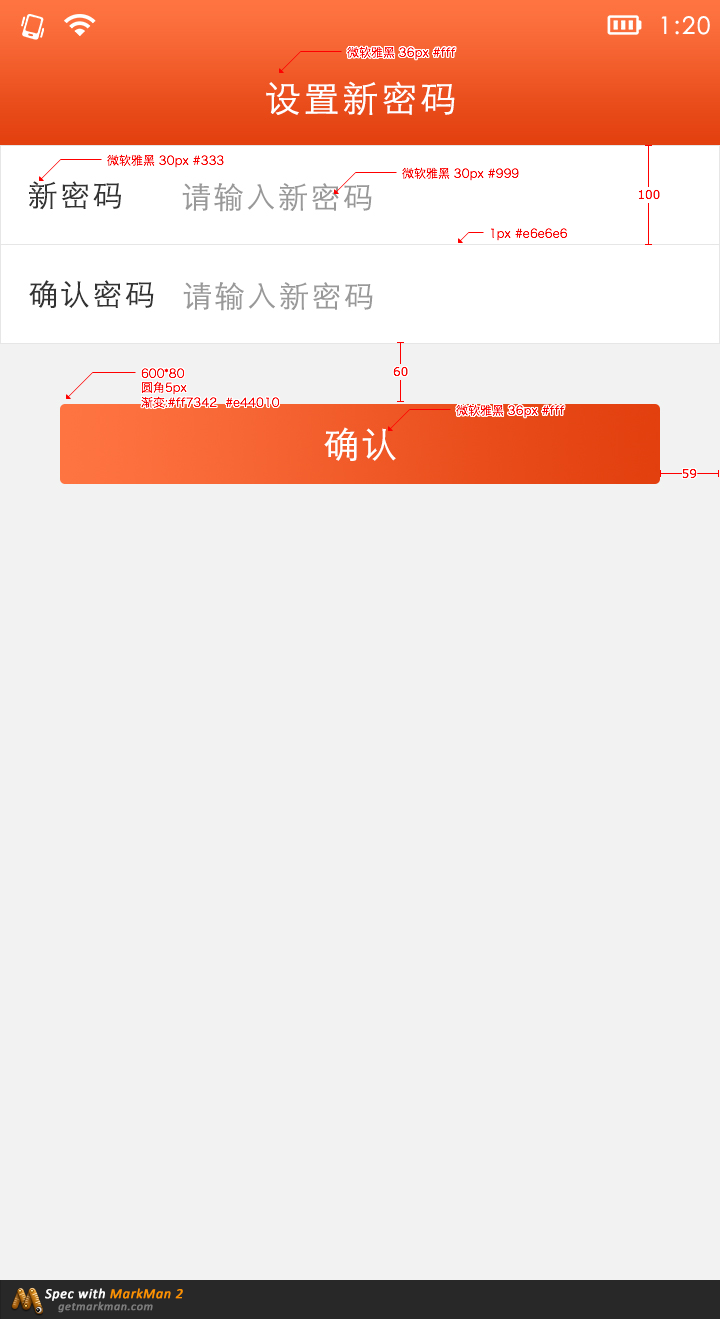 1:20
微软雅黑 36px #fff
设置新密码
微软雅黑 30px #333
微软雅黑 30px #999
新密码 请输入新密码
100
1px #e6e6e6
确认密码 请输入新密码
60
600*80
圆角5px
渐变:#ff7342 #e44010
微软雅黑 36px #fff
确认
59
Spec with MarkMan 2
getmarkman.com